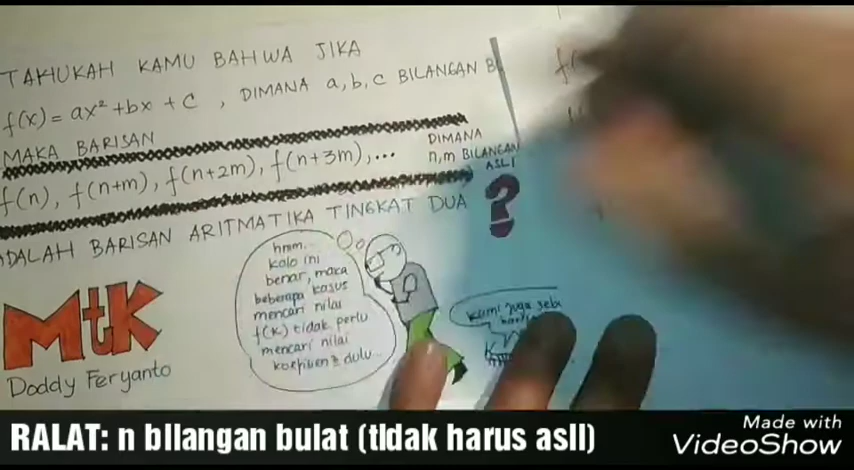 TAHUKAH KAMU BAHWA JIKA
f(x) = ax² + bx + c , DIMANA a, b, c BILANGAN
MAKA BARISAN
f(n), f(n+m), f(n+2m), f(n+3m), ...
DIMANA
n,m BILANGAN
ASLI
ADALAH BARISAN ARITMATIKA TINGKAT DUA ?
hmm.
kalo ini
benar, maka
beberapa kasus
mencari nilai
f(k) tidak perlu
mencari nilai
koefisien² dulu..
kami juga
MtK
Doddy Feryanto
RALAT: n bilangan bulat (tidak harus asli)
Made with
VideoShow